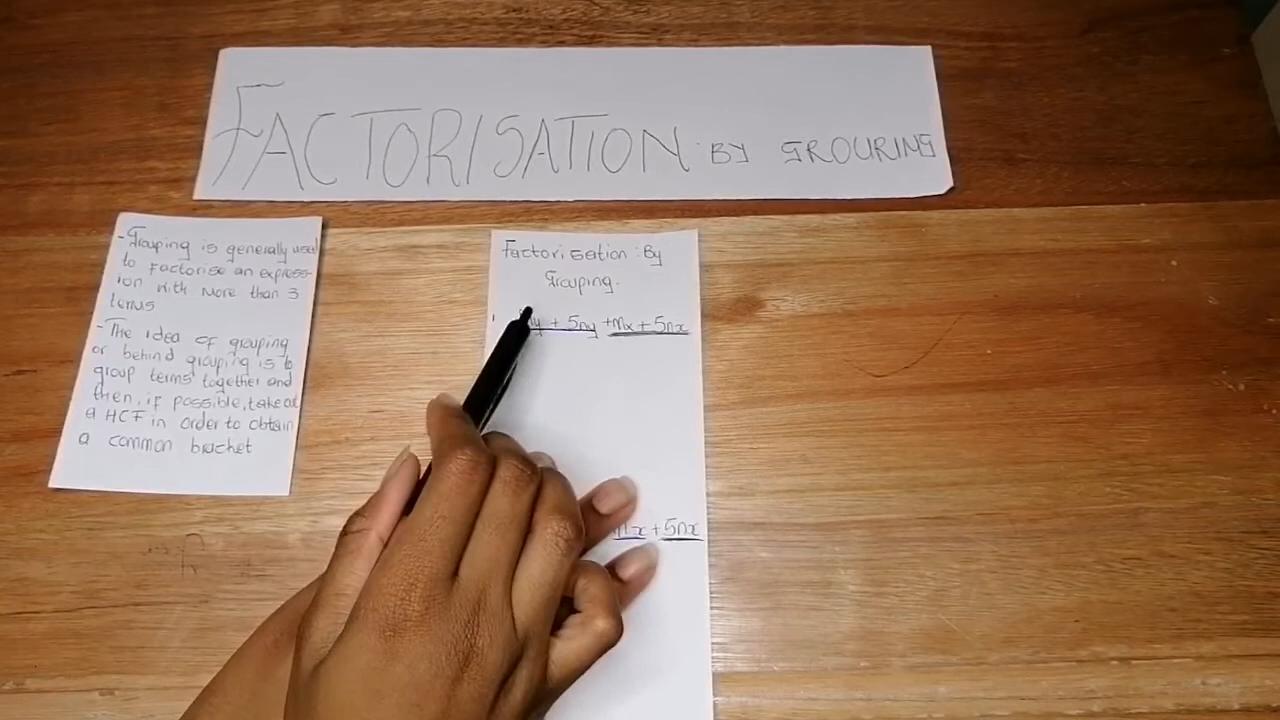 FACTORISATION: BY GROURING
- Grouping is generally used
to factorise an express-
ion with more than 3
terms
- The idea of grouping
or behind grouping is to
group terms together and
then, if possible, take out
a HCF in order to obtain
a common bracket
Factorisation: By
Grouping.
+ 5ny + mx + 5nx
mx + 5nx